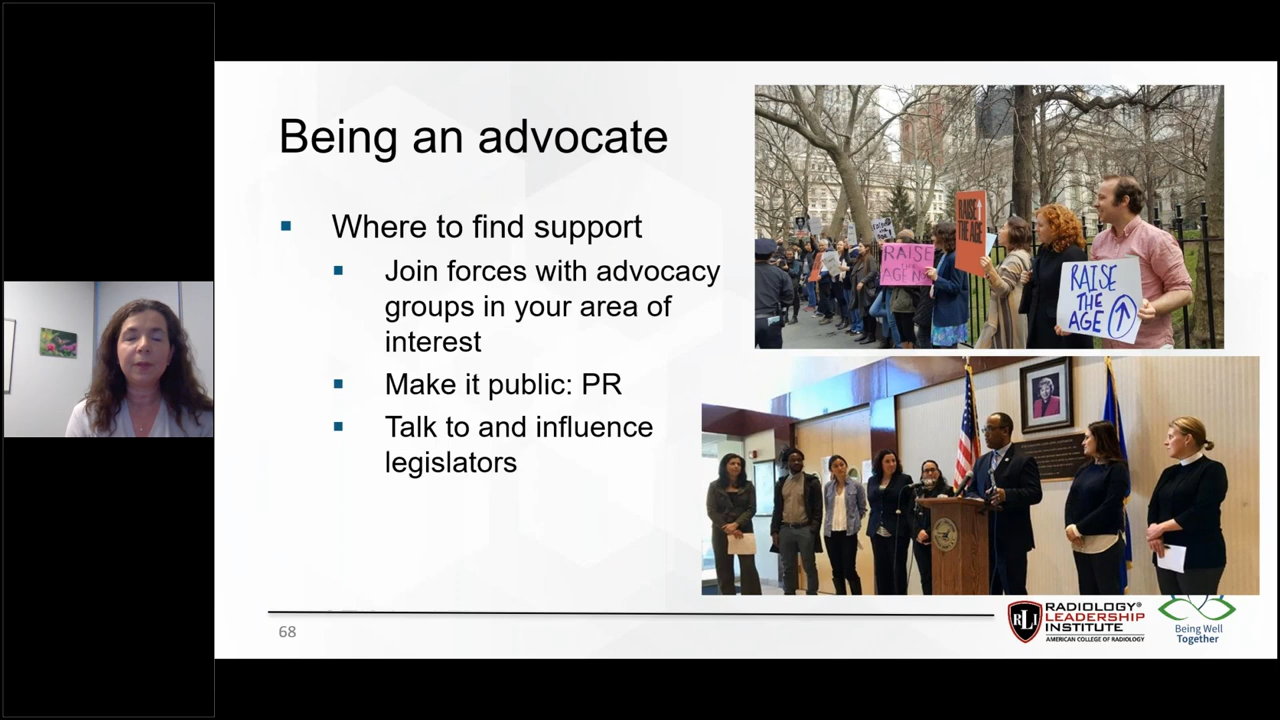 Being an advocate
Where to find support
Join forces with advocacy
groups in your area of
interest
Make it public: PR
Talk to and influence
legislators
RAISE
THE AGE
RAISE
THE
AGE
68
RLI
RADIOLOGY®
LEADERSHIP
INSTITUTE
AMERICAN COLLEGE OF RADIOLOGY
Being Well
Together